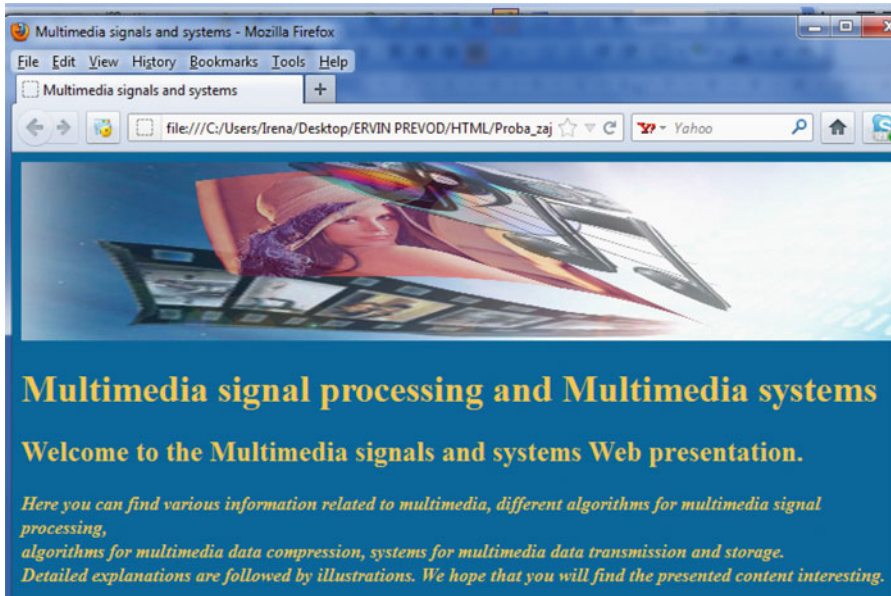 Multimedia signals and systems - Mozilla Firefox
File Edit View History Bookmarks Tools Help
Multimedia signals and systems +
file:///C:/Users/Irena/Desktop/ERVIN PREVOD/HTML/Proba_zaj Yahoo
Multimedia signal processing and Multimedia systems
Welcome to the Multimedia signals and systems Web presentation.
Here you can find various information related to multimedia, different algorithms for multimedia signal
processing,
algorithms for multimedia data compression, systems for multimedia data transmission and storage.
Detailed explanations are followed by illustrations. We hope that you will find the presented content interesting.